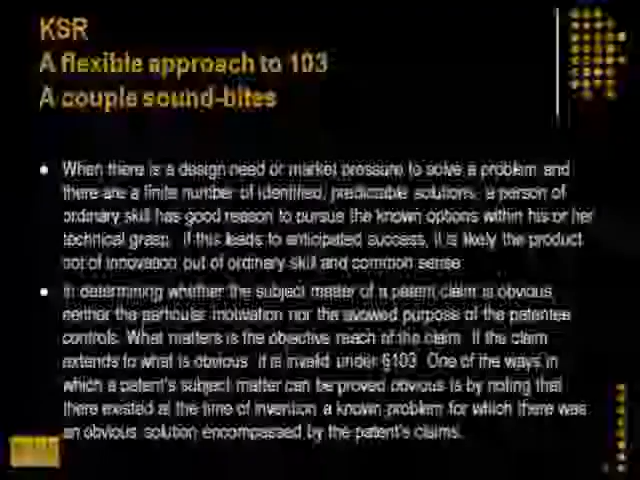 KSR
A flexible approach to 103
A couple sound-bites
When there is a design need or market pressure to solve a problem and
there are a finite number of identified, predictable solutions, a person of
ordinary skill has good reason to pursue the known options within his or her
technical grasp. If this leads to anticipated success, it is likely the product
not of innovation but of ordinary skill and common sense.
In determining whether the subject matter of a patent claim is obvious,
neither the particular motivation nor the avowed purpose of the patentee
controls. What matters is the objective reach of the claim. If the claim
extends to what is obvious, it is invalid under §103. One of the ways in
which a patent's subject matter can be proved obvious is by noting that
there existed at the time of invention a known problem for which there was
an obvious solution encompassed by the patent's claims.